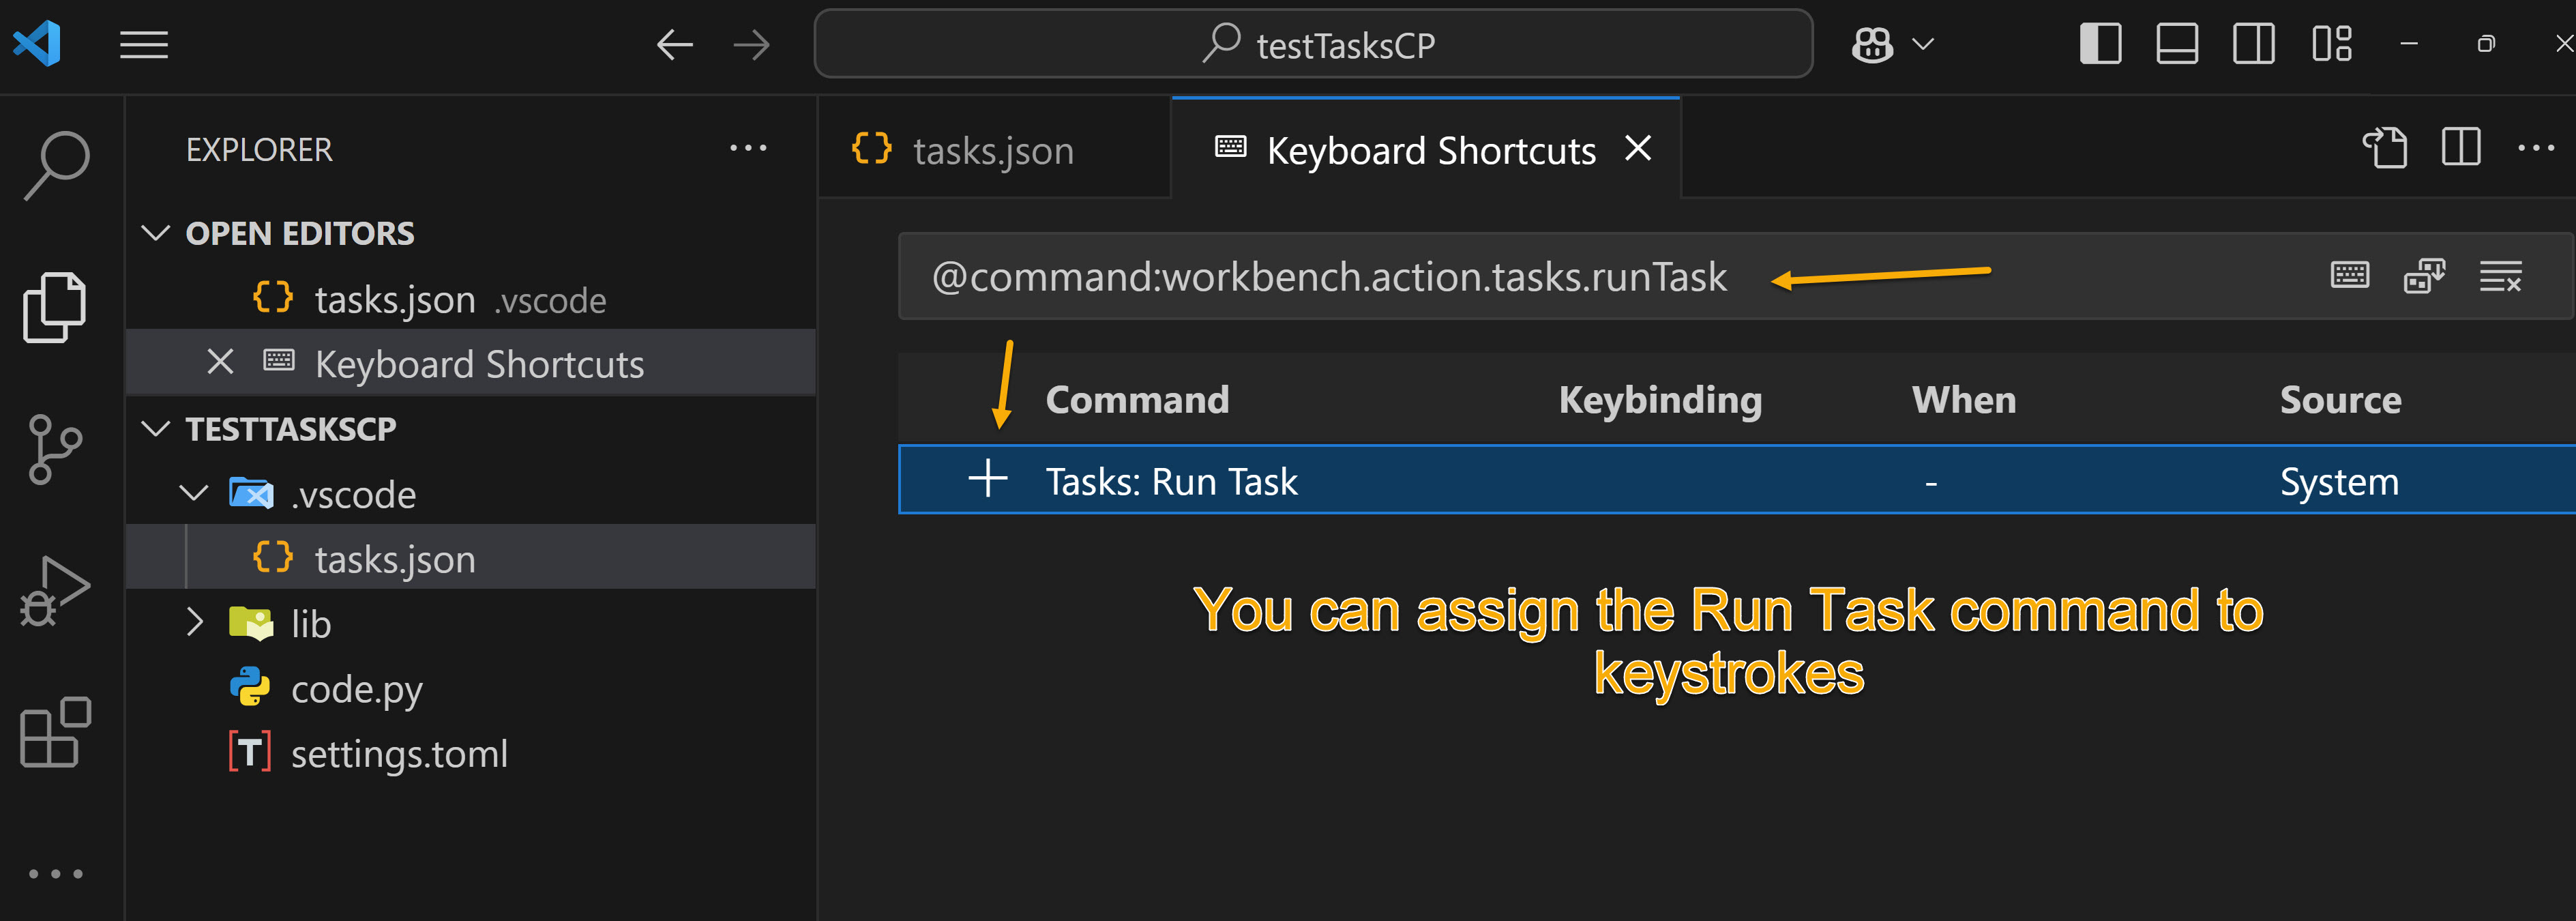 testTasksCP
EXPLORER
OPEN EDITORS
tasks.json .vscode
Keyboard Shortcuts
TESTTASKSCP
.vscode
tasks.json
lib
code.py
settings.toml
tasks.json
Keyboard Shortcuts
@command:workbench.action.tasks.runTask
Command Keybinding When Source
Tasks: Run Task - System
You can assign the Run Task command to
keystrokes